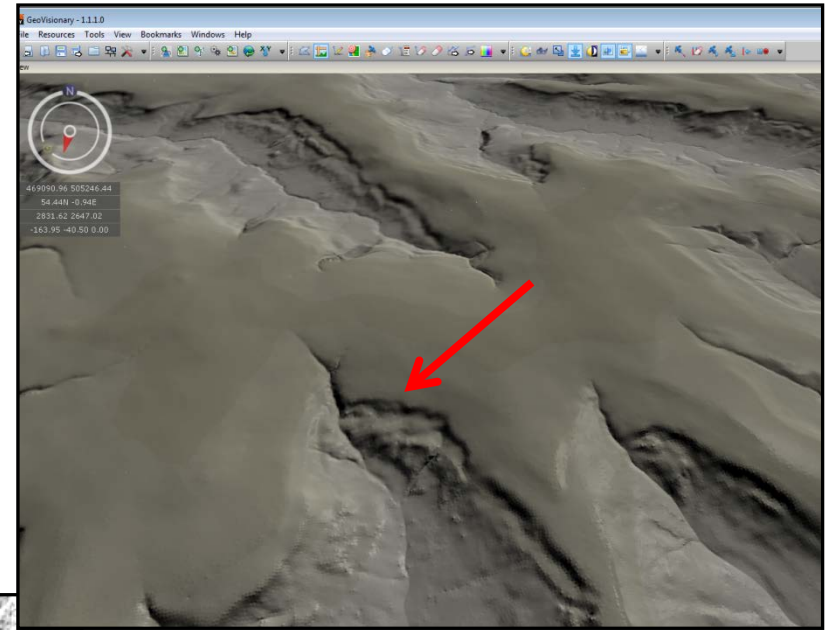 GeoVisionary - 1.1.1.0
ile Resources Tools View Bookmarks Windows Help
ew
N
469090.96 505246.44
54.44N -0.94E
2831.62 2647.02
-163.95 -40.50 0.00